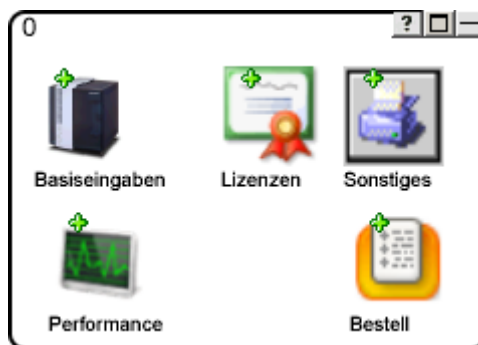 0
?
Basiseingaben
Lizenzen
Sonstiges
Performance
Bestell